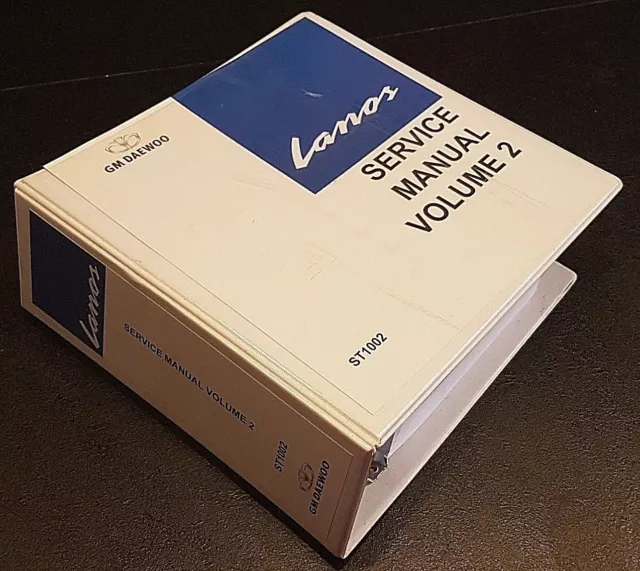 GM DAEWOO
Lanos
SERVICE
MANUAL
VOLUME 2
ST1002
Lanos
SERVICE MANUAL VOLUME 2
ST1002
GM DAEWOO